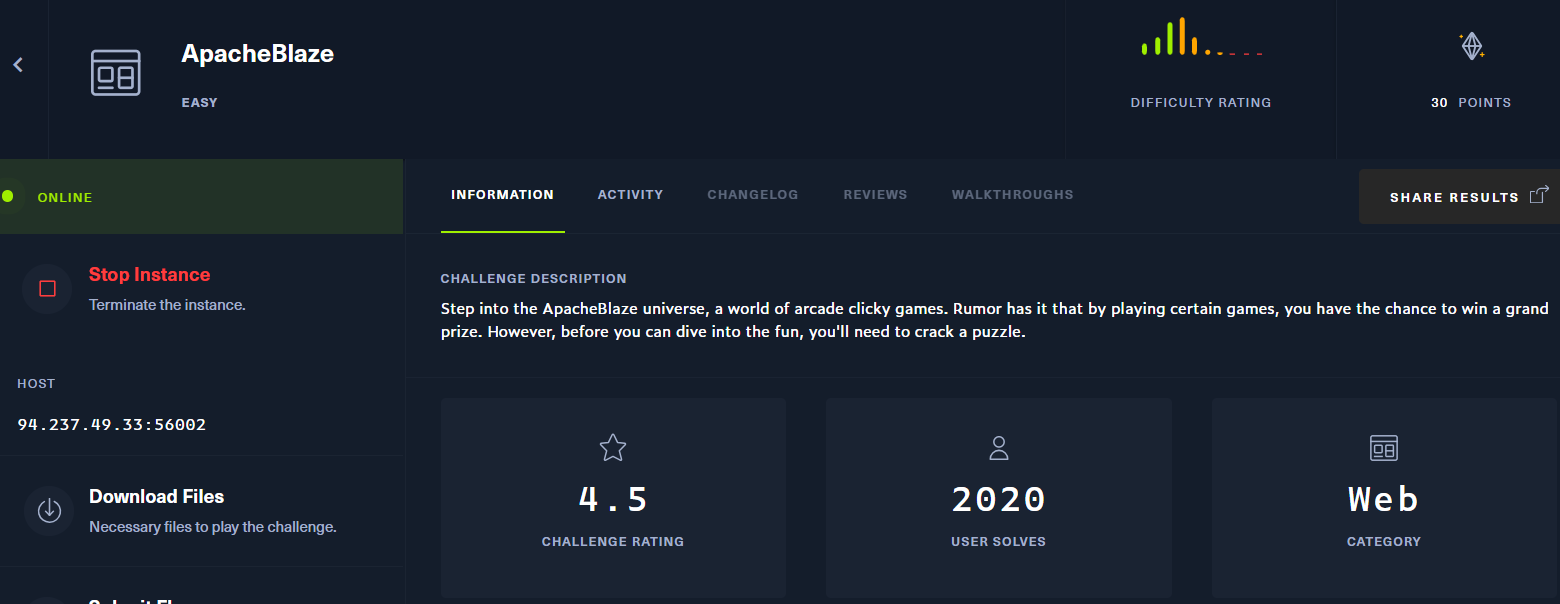 ApacheBlaze
EASY
DIFFICULTY RATING
30 POINTS
ONLINE
INFORMATION ACTIVITY CHANGELOG REVIEWS WALKTHROUGHS
SHARE RESULTS
Stop Instance
Terminate the instance.
HOST
94.237.49.33:56002
Download Files
Necessary files to play the challenge.
CHALLENGE DESCRIPTION
Step into the ApacheBlaze universe, a world of arcade clicky games. Rumor has it that by playing certain games, you have the chance to win a grand
prize. However, before you can dive into the fun, you'll need to crack a puzzle.
4.5
CHALLENGE RATING
2020
USER SOLVES
Web
CATEGORY